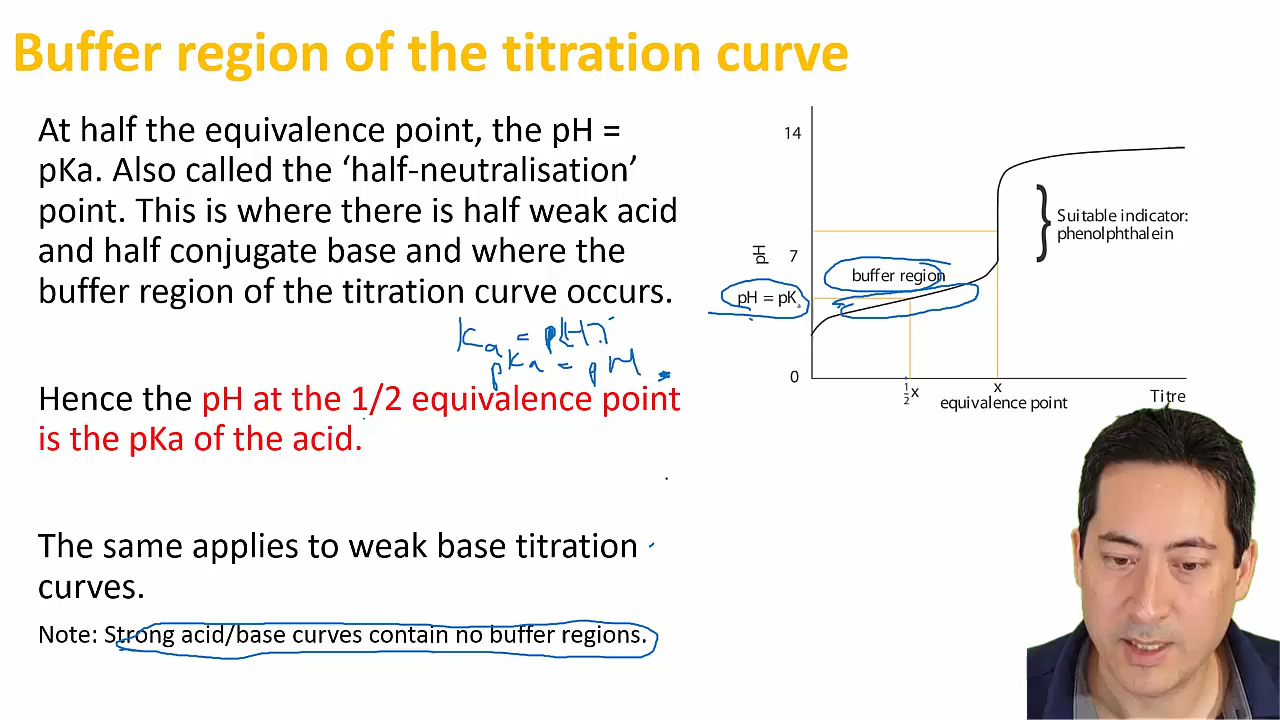 Buffer region of the titration curve
At half the equivalence point, the pH =
pKa. Also called the ‘half-neutralisation’
point. This is where there is half weak acid
and half conjugate base and where the
buffer region of the titration curve occurs.
pKa = pH
Hence the pH at the 1/2 equivalence point
is the pKa of the acid.
The same applies to weak base titration
curves.
Note: Strong acid/base curves contain no buffer regions.
14
Suitable indicator:
phenolphthalein
pH
7
buffer region
pH = pKa
0
½x
x
equivalence point
Titre